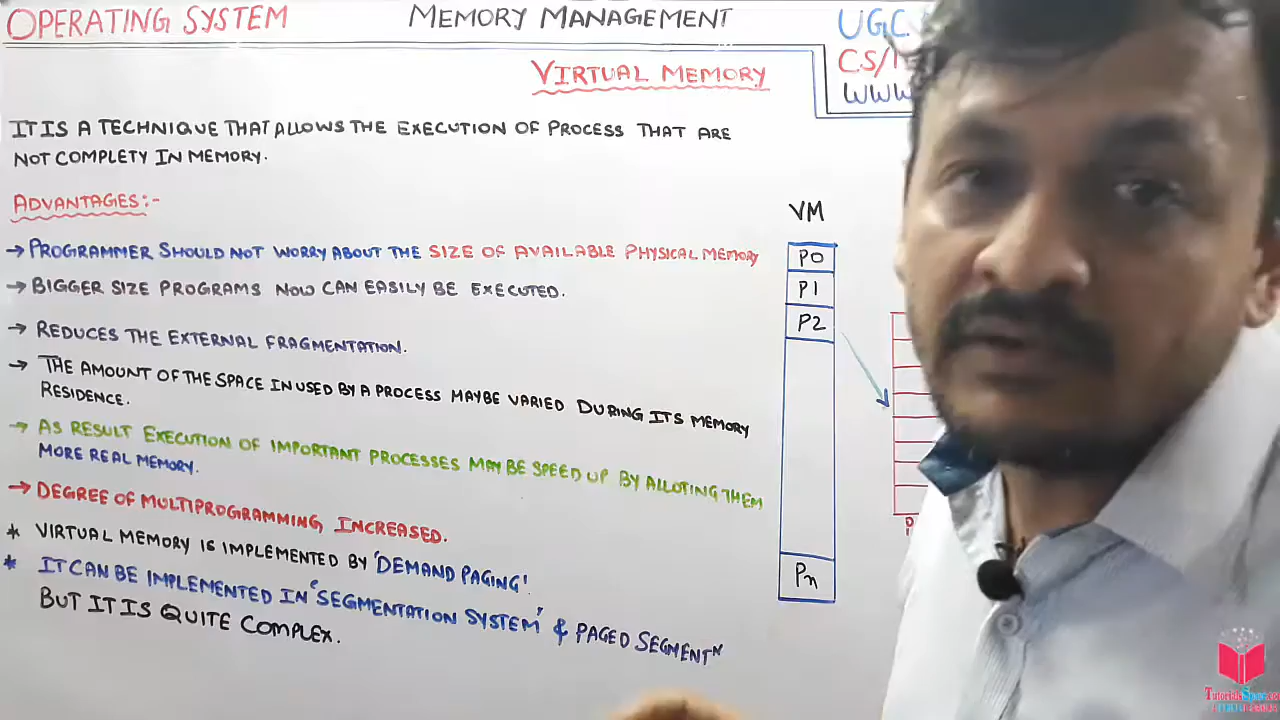 OPERATING SYSTEM
MEMORY MANAGEMENT
UGC
CS/
WWW
VIRTUAL MEMORY
IT IS A TECHNIQUE THAT ALLOWS THE EXECUTION OF PROCESS THAT ARE
NOT COMPLETY IN MEMORY.
ADVANTAGES:-
→ PROGRAMMER SHOULD NOT WORRY ABOUT THE SIZE OF AVAILABLE PHYSICAL MEMORY
→ BIGGER SIZE PROGRAMS NOW CAN EASILY BE EXECUTED.
→ REDUCES THE EXTERNAL FRAGMENTATION.
→ THE AMOUNT OF THE SPACE IN USED BY A PROCESS MAYBE VARIED DURING ITS MEMORY
RESIDENCE.
→ AS RESULT EXECUTION OF IMPORTANT PROCESSES MAY BE SPEED UP BY ALLOTING THEM
MORE REAL MEMORY.
→ DEGREE OF MULTIPROGRAMMING INCREASED.
* VIRTUAL MEMORY IS IMPLEMENTED BY 'DEMAND PAGING'.
* IT CAN BE IMPLEMENTED IN 'SEGMENTATION SYSTEM' & PAGED SEGMENTᴺ
BUT IT IS QUITE COMPLEX.
VM
P0
P1
P2
Pn